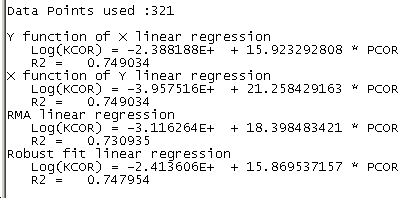 Data Points used :321
Y function of X linear regression
Log(KCOR) = -2.388188E+ + 15.923292808 * PCOR
R2 = 0.749034
X function of Y linear regression
Log(KCOR) = -3.957516E+ + 21.258429163 * PCOR
R2 = 0.749034
RMA linear regression
Log(KCOR) = -3.116264E+ + 18.398483421 * PCOR
R2 = 0.730935
Robust fit linear regression
Log(KCOR) = -2.413606E+ + 15.869537157 * PCOR
R2 = 0.747954